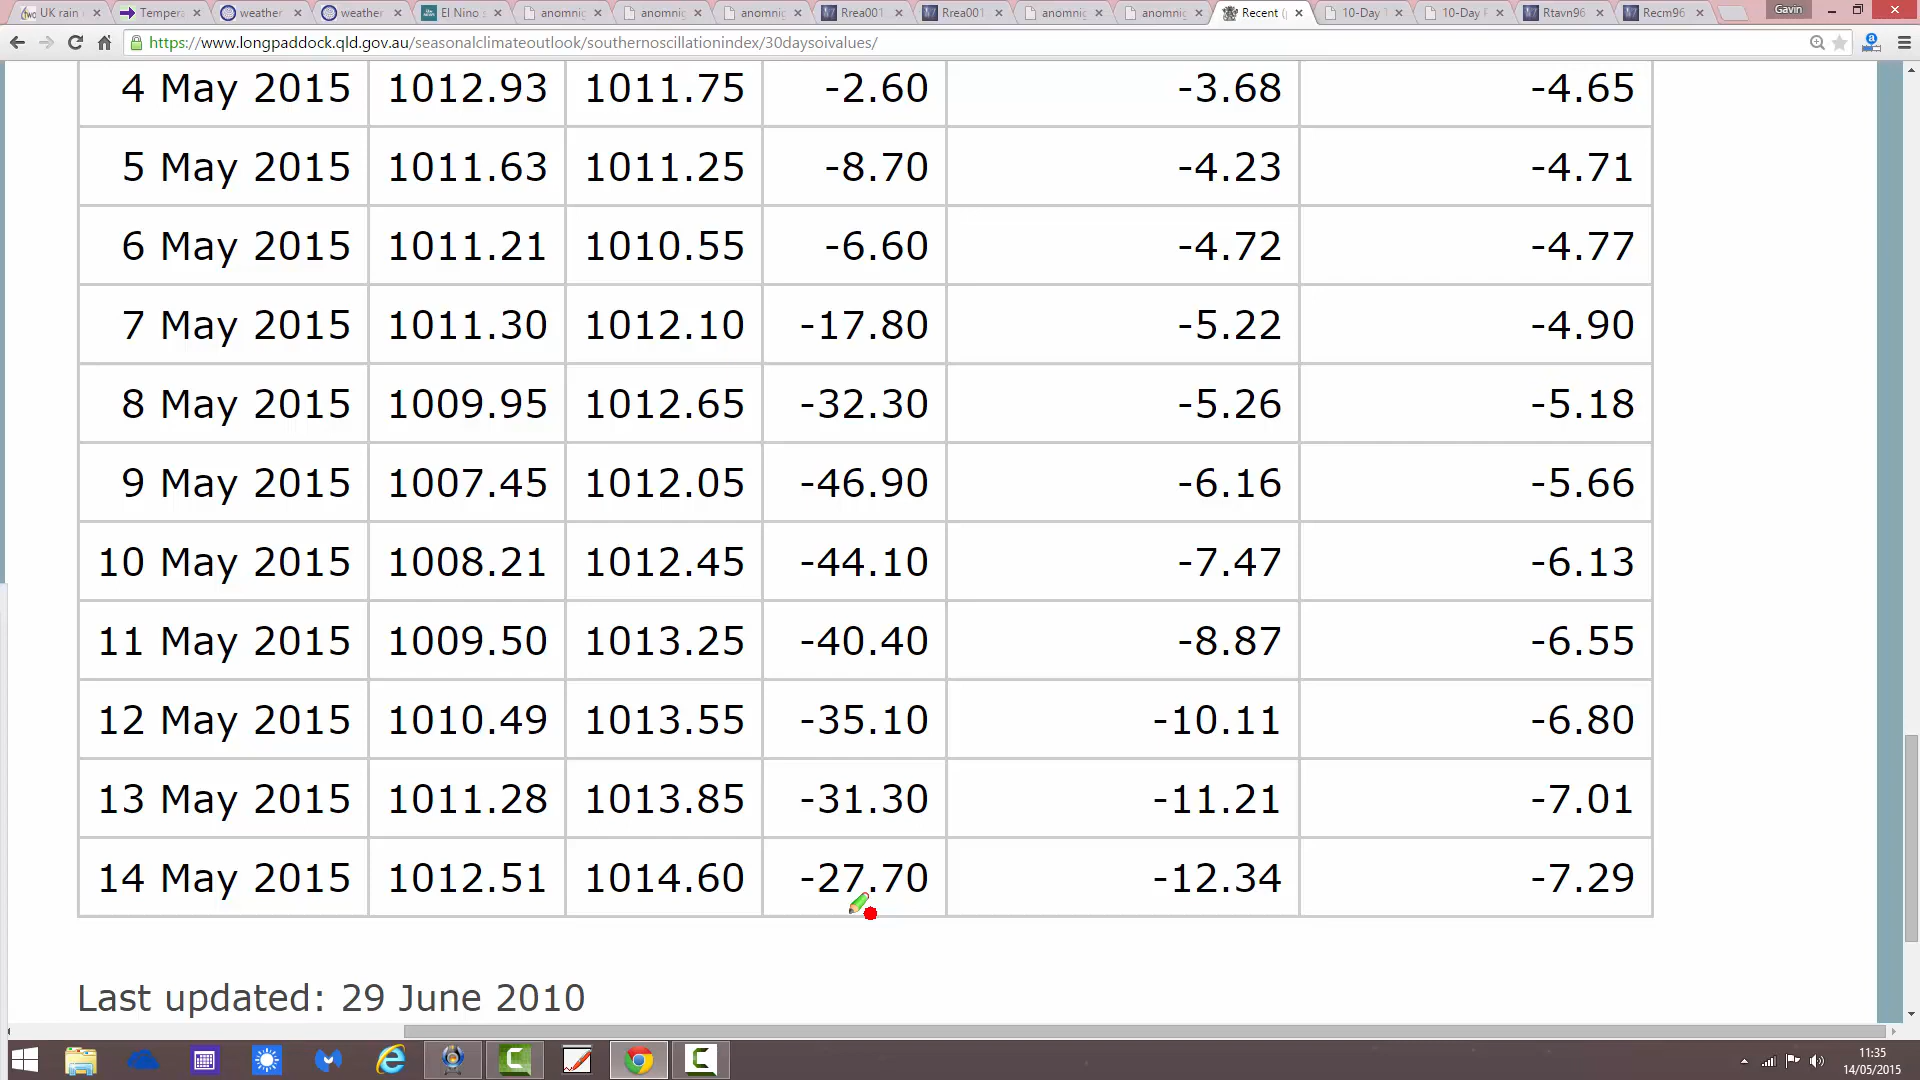 UK rain
Tempera
weather
weather
El Nino
anomnig
anomnig
anomnig
Rrea001
Rrea001
anomnig
anomnig
Recent (
10-Day
10-Day
Rtavn96
Recm96
Gavin
https://www.longpaddock.qld.gov.au/seasonalclimateoutlook/southernoscillationindex/30daysoivalues/
4 May 2015 1012.93 1011.75 -2.60 -3.68 -4.65
5 May 2015 1011.63 1011.25 -8.70 -4.23 -4.71
6 May 2015 1011.21 1010.55 -6.60 -4.72 -4.77
7 May 2015 1011.30 1012.10 -17.80 -5.22 -4.90
8 May 2015 1009.95 1012.65 -32.30 -5.26 -5.18
9 May 2015 1007.45 1012.05 -46.90 -6.16 -5.66
10 May 2015 1008.21 1012.45 -44.10 -7.47 -6.13
11 May 2015 1009.50 1013.25 -40.40 -8.87 -6.55
12 May 2015 1010.49 1013.55 -35.10 -10.11 -6.80
13 May 2015 1011.28 1013.85 -31.30 -11.21 -7.01
14 May 2015 1012.51 1014.60 -27.70 -12.34 -7.29
Last updated: 29 June 2010
11:35
14/05/2015